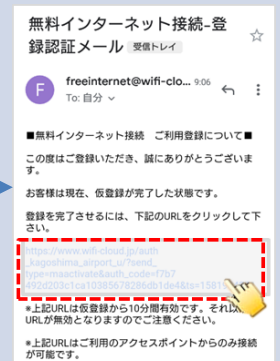 無料インターネット接続-登
録認証メール 受信トレイ
F
freeinternet@wifi-clo... 9:06
To: 自分
■無料インターネット接続 ご利用登録について■
この度はご登録いただき、誠にありがとうございま
す。
お客様は現在、仮登録が完了した状態です。
登録を完了させるには、下記のURLをクリックして下
さい。
https://www.wifi-cloud.jp/auth
_kagoshima_airport_u/?send_
type=maactivate&auth_code=f7b7
492d203c1ca10385678286db1de4&ts=1581
*上記URLは仮登録から10分間有効です。それ以
URLが無効となりますのでご注意ください。
*上記URLはご利用のアクセスポイントからのみ接続
が可能です。